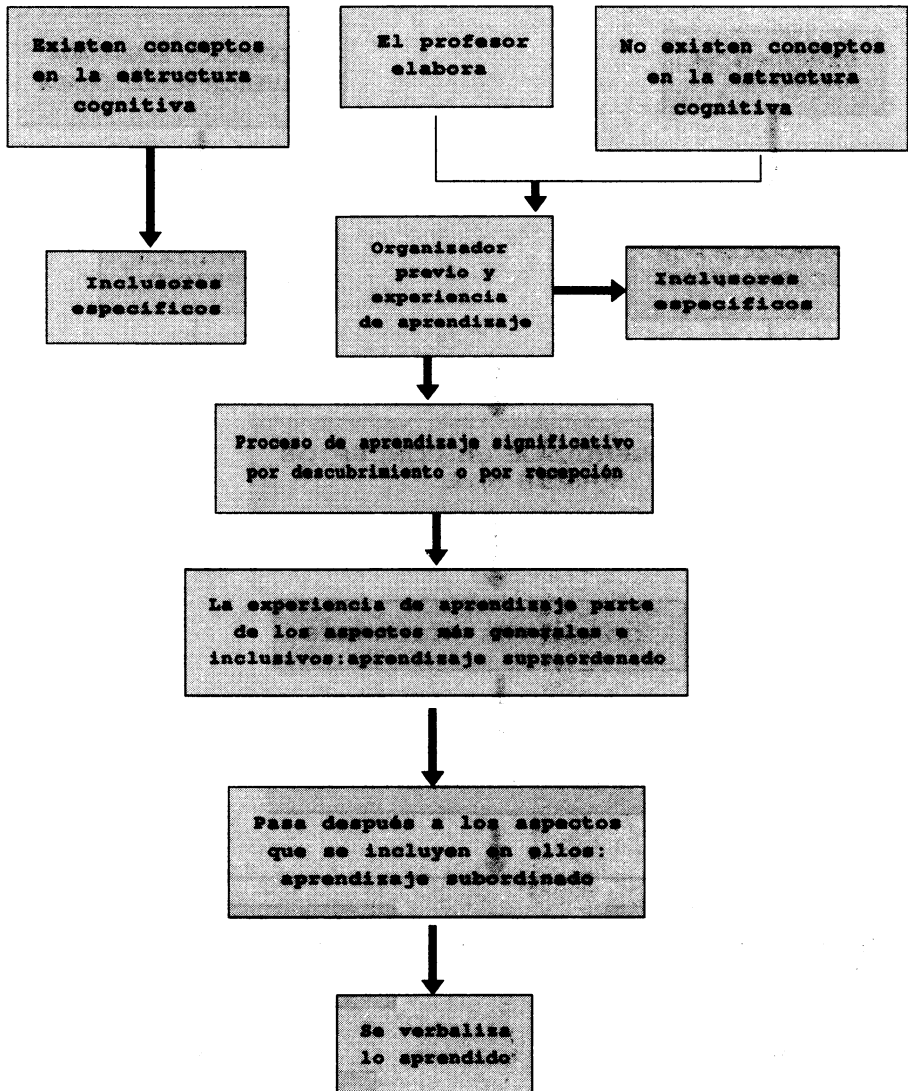 Existen conceptos
en la estructura
cognitiva
El profesor
elabora
No existen conceptos
en la estructura
cognitiva
Inclusores
específicos
Organizador
previo y
experiencia
de aprendizaje
Inclusores
específicos
Proceso de aprendizaje significativo
por descubrimiento o por recepción
La experiencia de aprendizaje parte
de los aspectos más generales e
inclusivos:aprendizaje supraordenado
Pasa después a los aspectos
que se incluyen en ellos:
aprendizaje subordinado
Se verbaliza
lo aprendido